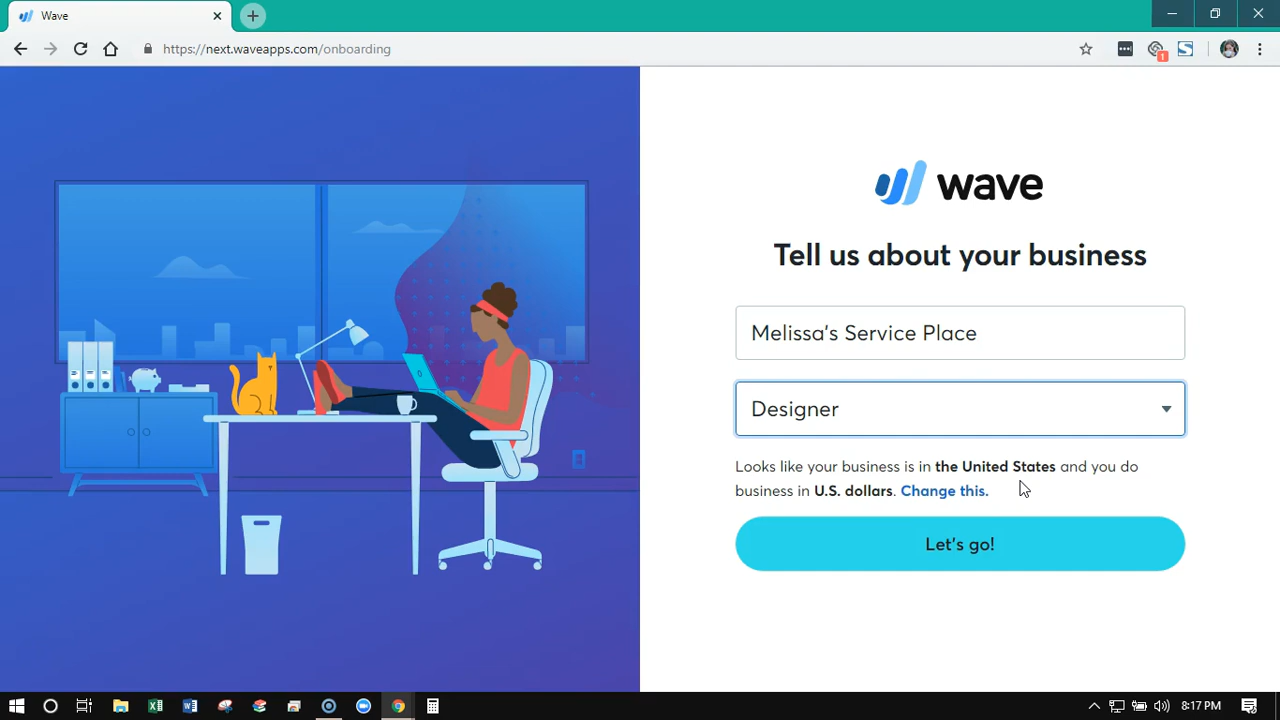 Wave
https://next.waveapps.com/onboarding
1
wave
Tell us about your business
Melissa's Service Place
Designer
Looks like your business is in the United States and you do
business in U.S. dollars. Change this.
Let's go!
8:17 PM